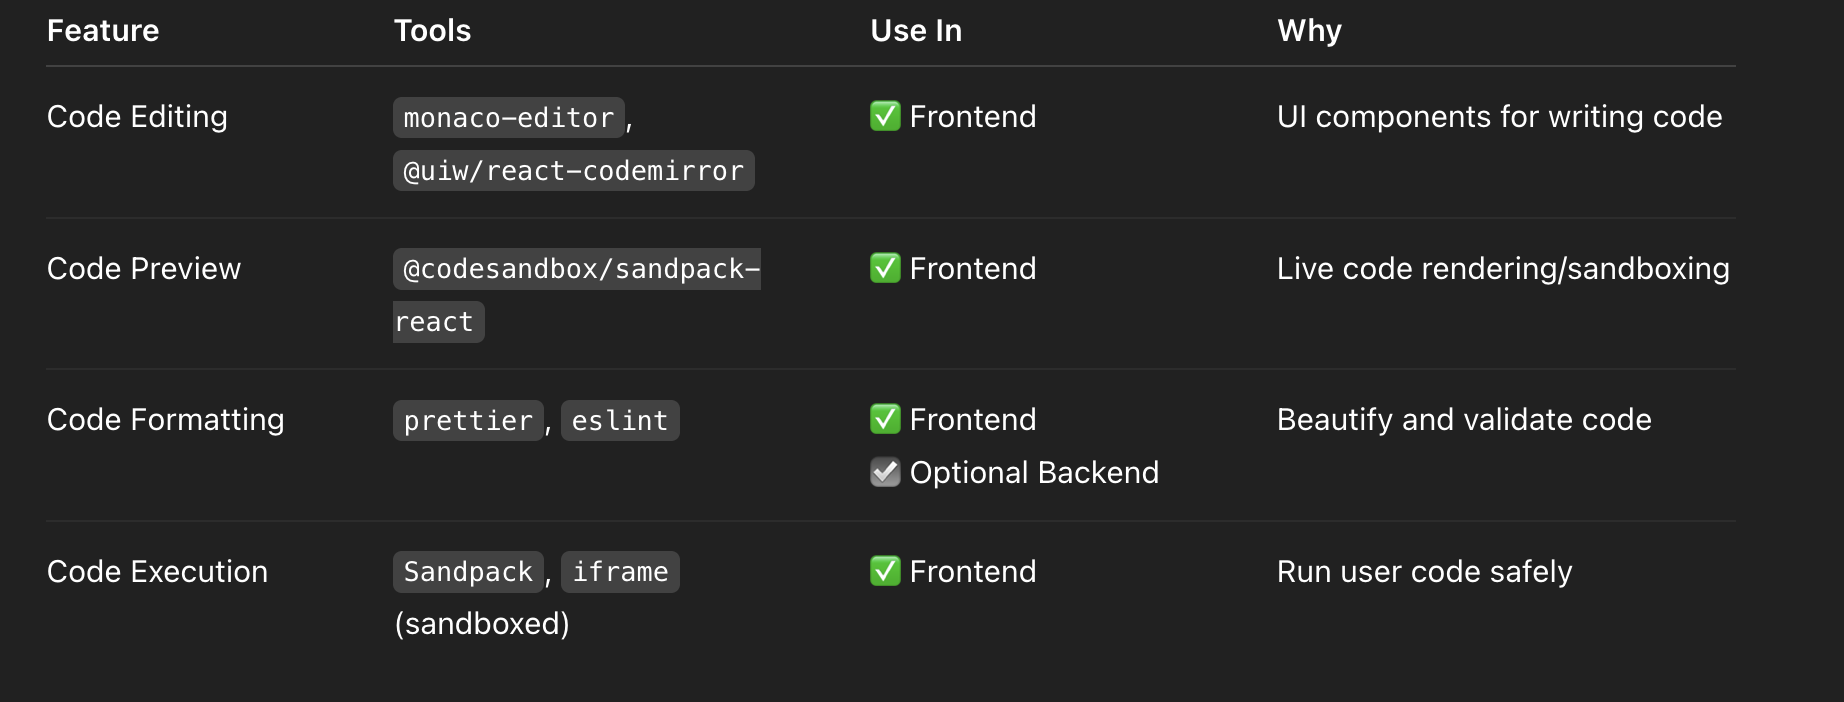 Feature Tools Use In Why
Code Editing monaco-editor, ✅ Frontend UI components for writing code
@uiw/react-codemirror
Code Preview @codesandbox/sandpack- ✅ Frontend Live code rendering/sandboxing
react
Code Formatting prettier, eslint ✅ Frontend Beautify and validate code
☑️ Optional Backend
Code Execution Sandpack, iframe ✅ Frontend Run user code safely
(sandboxed)